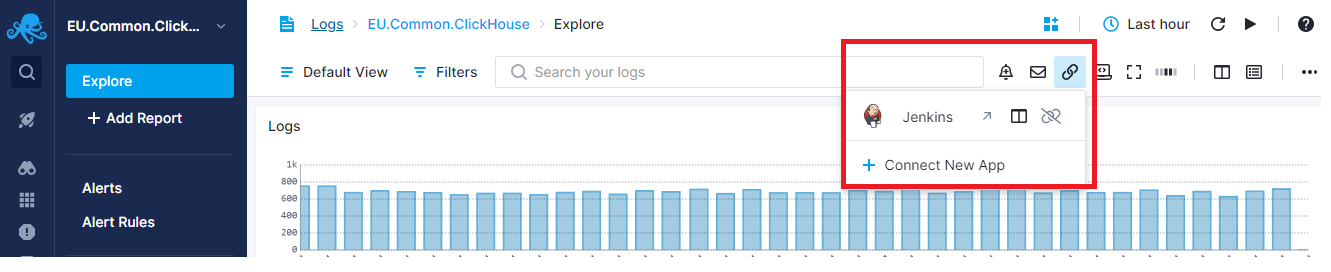 EU.Common.Click...
Explore
+ Add Report
Alerts
Alert Rules
Logs > EU.Common.ClickHouse > Explore
Last hour
Default View
Filters
Search your logs
Jenkins
+ Connect New App
Logs
1k
800
600
400
200
0